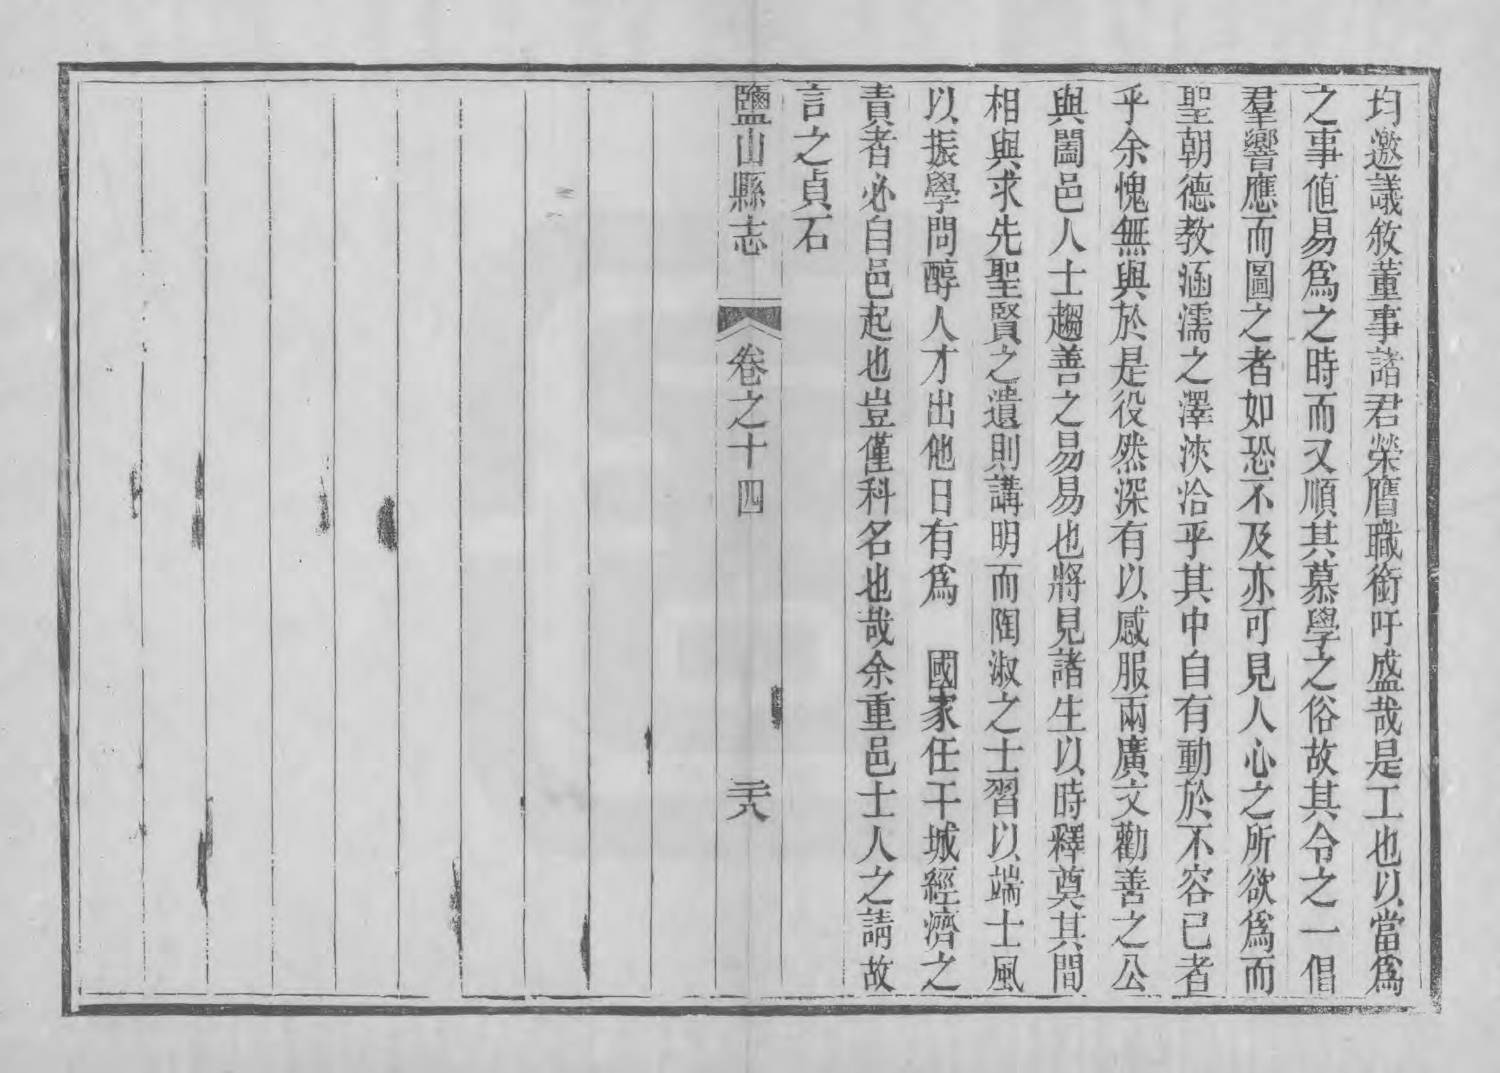 均邀議敘董事諸君榮膺職銜吁盛哉是工也以當爲
之事値易爲之時而又順其慕學之俗故其令之一倡
羣響應而圖之者如恐不及亦可見人心之所欲爲而
聖朝德教涵濡之澤浹洽乎其中自有動於不容已者
乎余愧無與於是役然深有以感服兩廣文勸善之公
與闔邑人士趨善之易易也將見諸生以時釋奠其間
相與求先聖賢之遺則講明而陶淑之士習以端士風
以振學問醇人才出他日有爲　國家任干城經濟之
責者必自邑起也豈僅科名也哉余重邑士人之請故
言之貞石
鹽山縣志　卷之十四　二十八